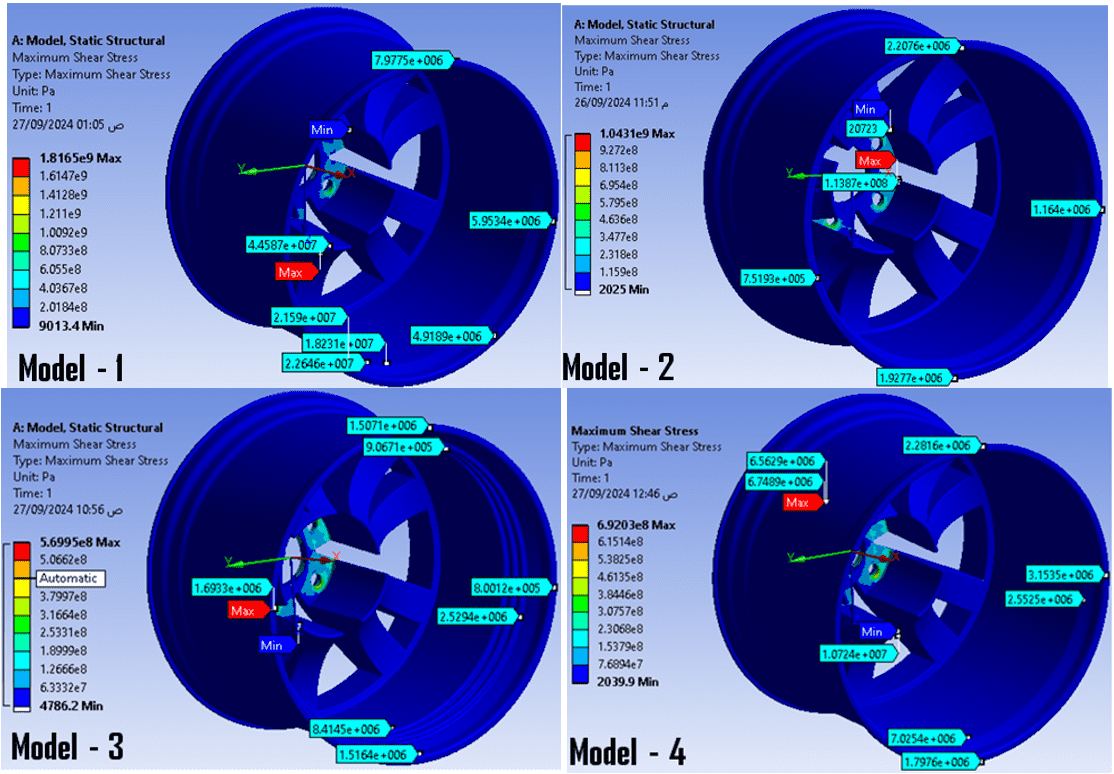 A: Model, Static Structural
Maximum Shear Stress
Type: Maximum Shear Stress
Unit: Pa
Time: 1
27/09/2024 01:05 ص
1.8165e9 Max
1.6147e9
1.4128e9
1.211e9
1.0092e9
8.0733e8
6.055e8
4.0367e8
2.0184e8
9013.4 Min
7.9775e+006
Min
Y
X
5.9534e+006
4.4587e+007
Max
2.159e+007
1.8231e+007
4.9189e+006
2.2646e+007
Model - 1
A: Model, Static Structural
Maximum Shear Stress
Type: Maximum Shear Stress
Unit: Pa
Time: 1
26/09/2024 11:51 م
1.0431e9 Max
9.272e8
8.113e8
6.954e8
5.795e8
4.636e8
3.477e8
2.318e8
1.159e8
2025 Min
2.2076e+006
Min
20723
Max
X
Y
1.1387e+008
1.164e+006
7.5193e+005
1.9277e+006
Model - 2
A: Model, Static Structural
Maximum Shear Stress
Type: Maximum Shear Stress
Unit: Pa
Time: 1
27/09/2024 10:56 ص
5.6995e8 Max
5.0662e8
Automatic
3.7997e8
3.1664e8
2.5331e8
1.8999e8
1.2666e8
6.3332e7
4786.2 Min
1.5071e+006
9.0671e+005
Y
X
1.6933e+006
8.0012e+005
Max
2.5294e+006
Min
8.4145e+006
1.5164e+006
Model - 3
Maximum Shear Stress
Type: Maximum Shear Stress
Unit: Pa
Time: 1
27/09/2024 12:46 ص
6.9203e8 Max
6.1514e8
5.3825e8
4.6135e8
3.8446e8
3.0757e8
2.3068e8
1.5379e8
7.6894e7
2039.9 Min
2.2816e+006
6.5629e+006
6.7489e+006
Max
Y
X
3.1535e+006
2.5525e+006
Min
1.0724e+007
7.0254e+006
1.7976e+006
Model - 4